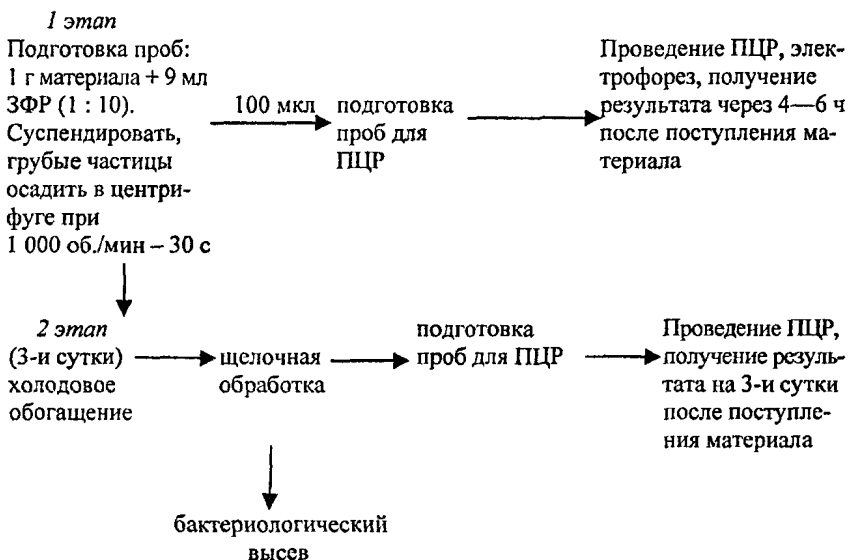 1 этап
Подготовка проб:
1 г материала + 9 мл
ЗФР (1 : 10).
Суспендировать,
грубые частицы
осадить в центри-
фуге при
1 000 об./мин – 30 с
100 мкл
подготовка
проб для
ПЦР
Проведение ПЦР, элек-
трофорез, получение
результата через 4—6 ч
после поступления ма-
териала
2 этап
(3-и сутки)
холодовое
обогащение
щелочная
обработка
подготовка
проб для ПЦР
Проведение ПЦР,
получение резуль-
тата на 3-и сутки
после поступле-
ния материала
бактериологический
высев